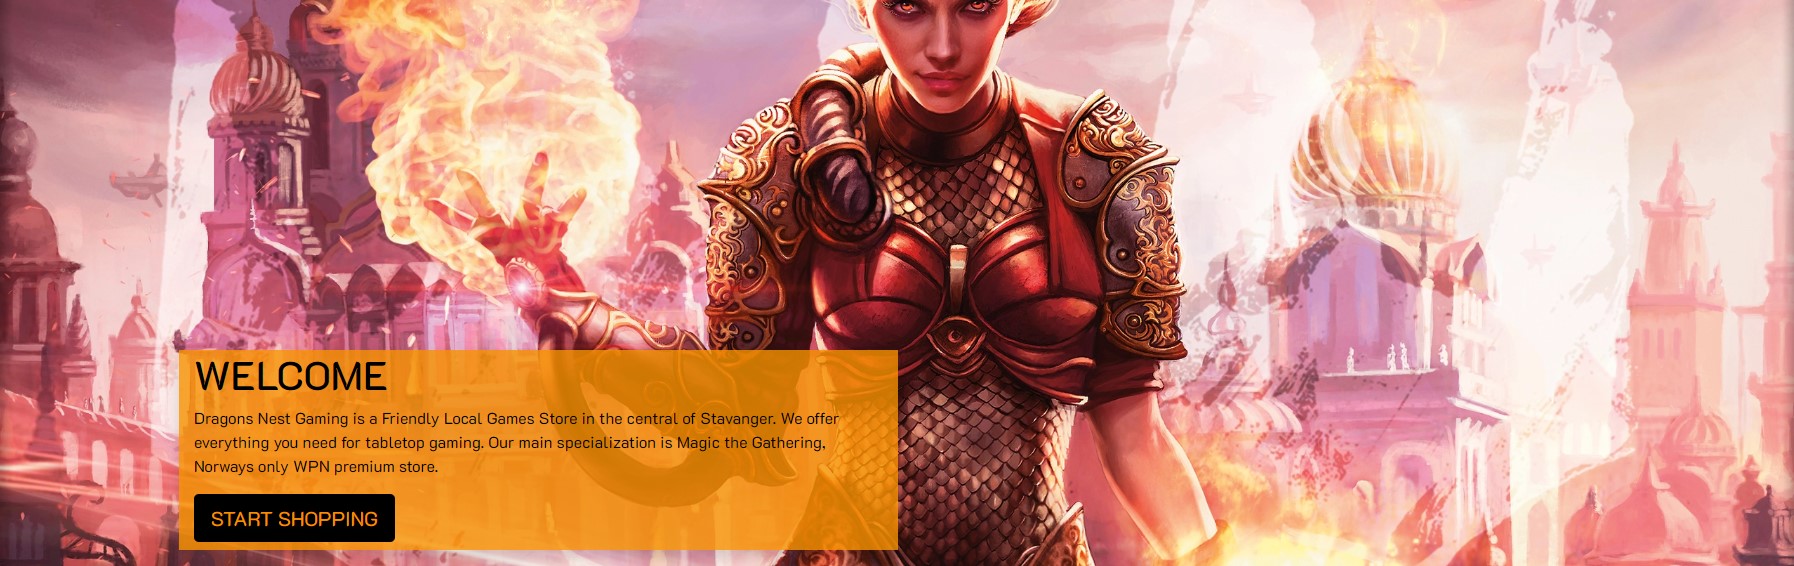 WELCOME
Dragons Nest Gaming is a Friendly Local Games Store in the central of Stavanger. We offer
everything you need for tabletop gaming. Our main specialization is Magic the Gathering,
Norways only WPN premium store.
START SHOPPING